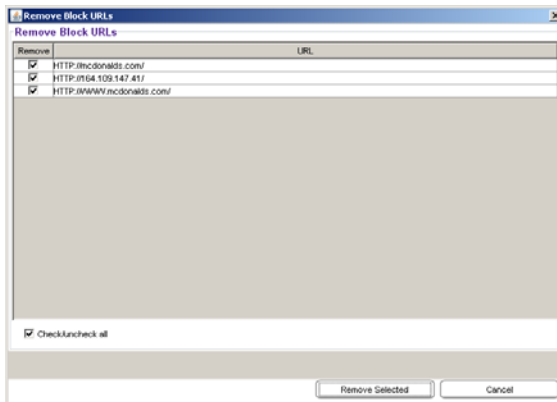 Remove Block URLs
Remove Block URLs
Remove URL
HTTP://mcdonalds.com/
HTTP://164.109.147.41/
HTTP://WWW.mcdonalds.com/
Check/uncheck all
Remove Selected Cancel